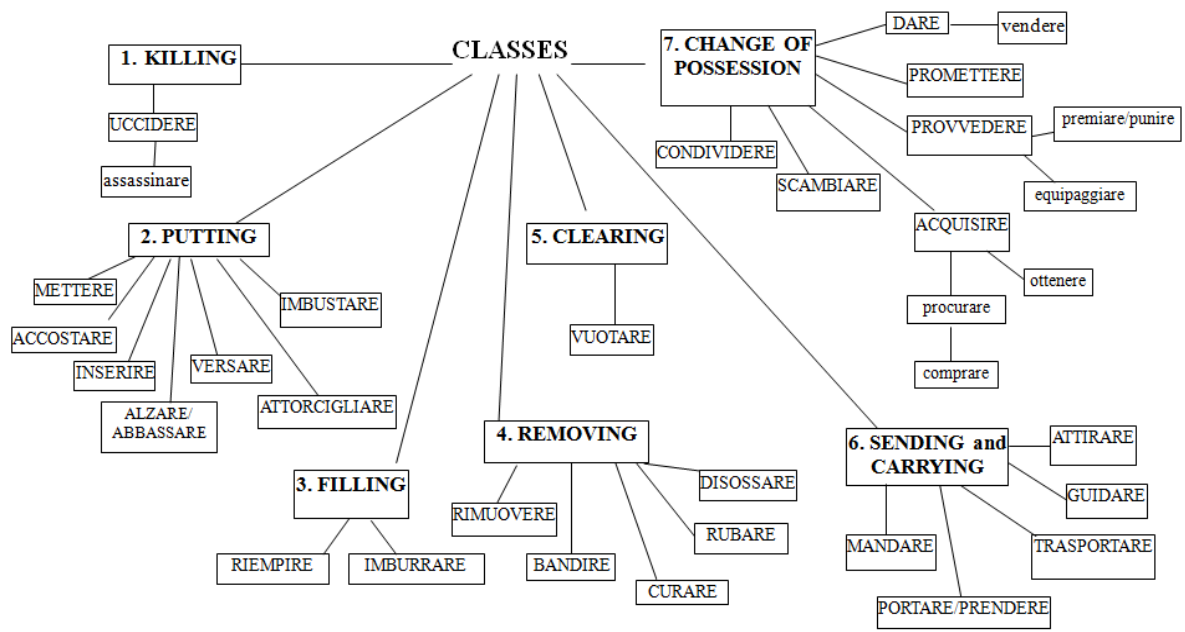 CLASSES
1. KILLING
UCCIDERE
assassinare
2. PUTTING
METTERE
ACCOSTARE
INSERIRE
ALZARE/
ABBASSARE
VERSARE
ATTORCIGLIARE
IMBUSTARE
3. FILLING
RIEMPIRE
IMBURRARE
4. REMOVING
RIMUOVERE
BANDIRE
CURARE
RUBARE
DISOSSARE
5. CLEARING
VUOTARE
6. SENDING and
CARRYING
ATTIRARE
GUIDARE
TRASPORTARE
PORTARE/PRENDERE
MANDARE
7. CHANGE OF
POSSESSION
DARE
vendere
PROMETTERE
PROVVEDERE
premiare/punire
equipaggiare
ACQUISIRE
ottenere
procurare
comprare
SCAMBIARE
CONDIVIDERE